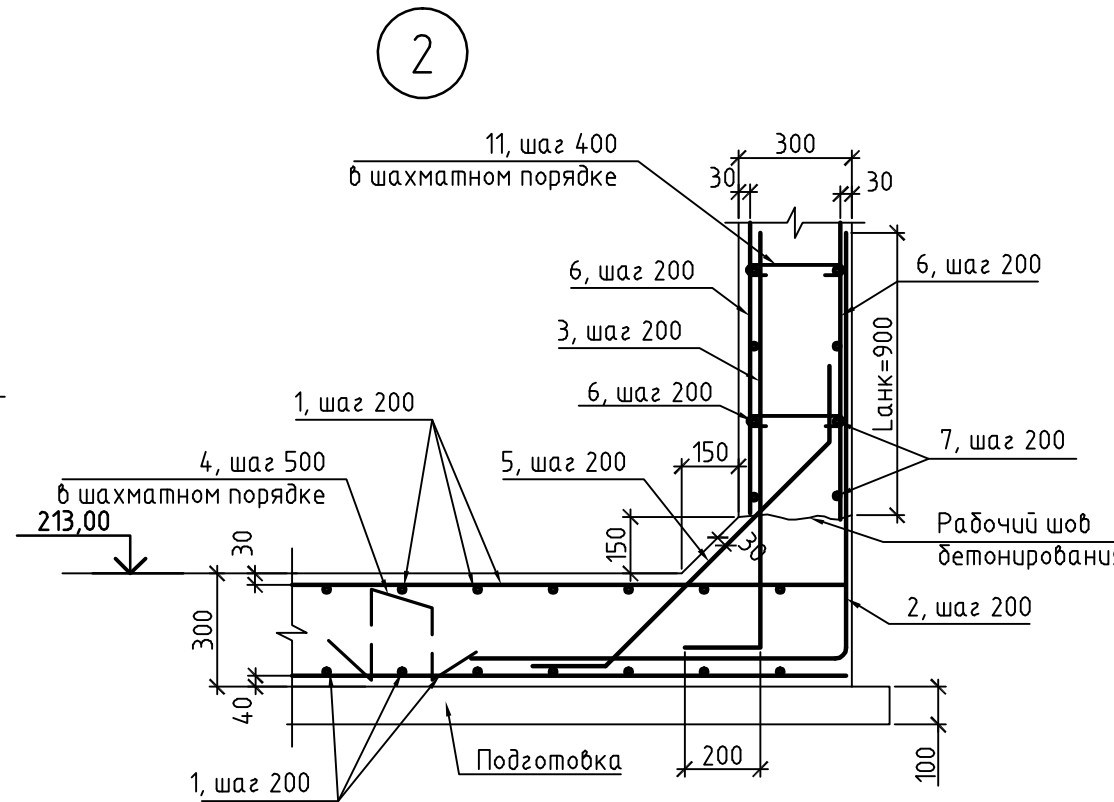 2
11, шаг 400
в шахматном порядке
300
30
30
6, шаг 200
6, шаг 200
3, шаг 200
Lанк=900
6, шаг 200
1, шаг 200
150
7, шаг 200
4, шаг 500
в шахматном порядке
5, шаг 200
213,00
30
150
30
Рабочий шов
бетонирования
300
2, шаг 200
40
Подготовка
200
100
1, шаг 200